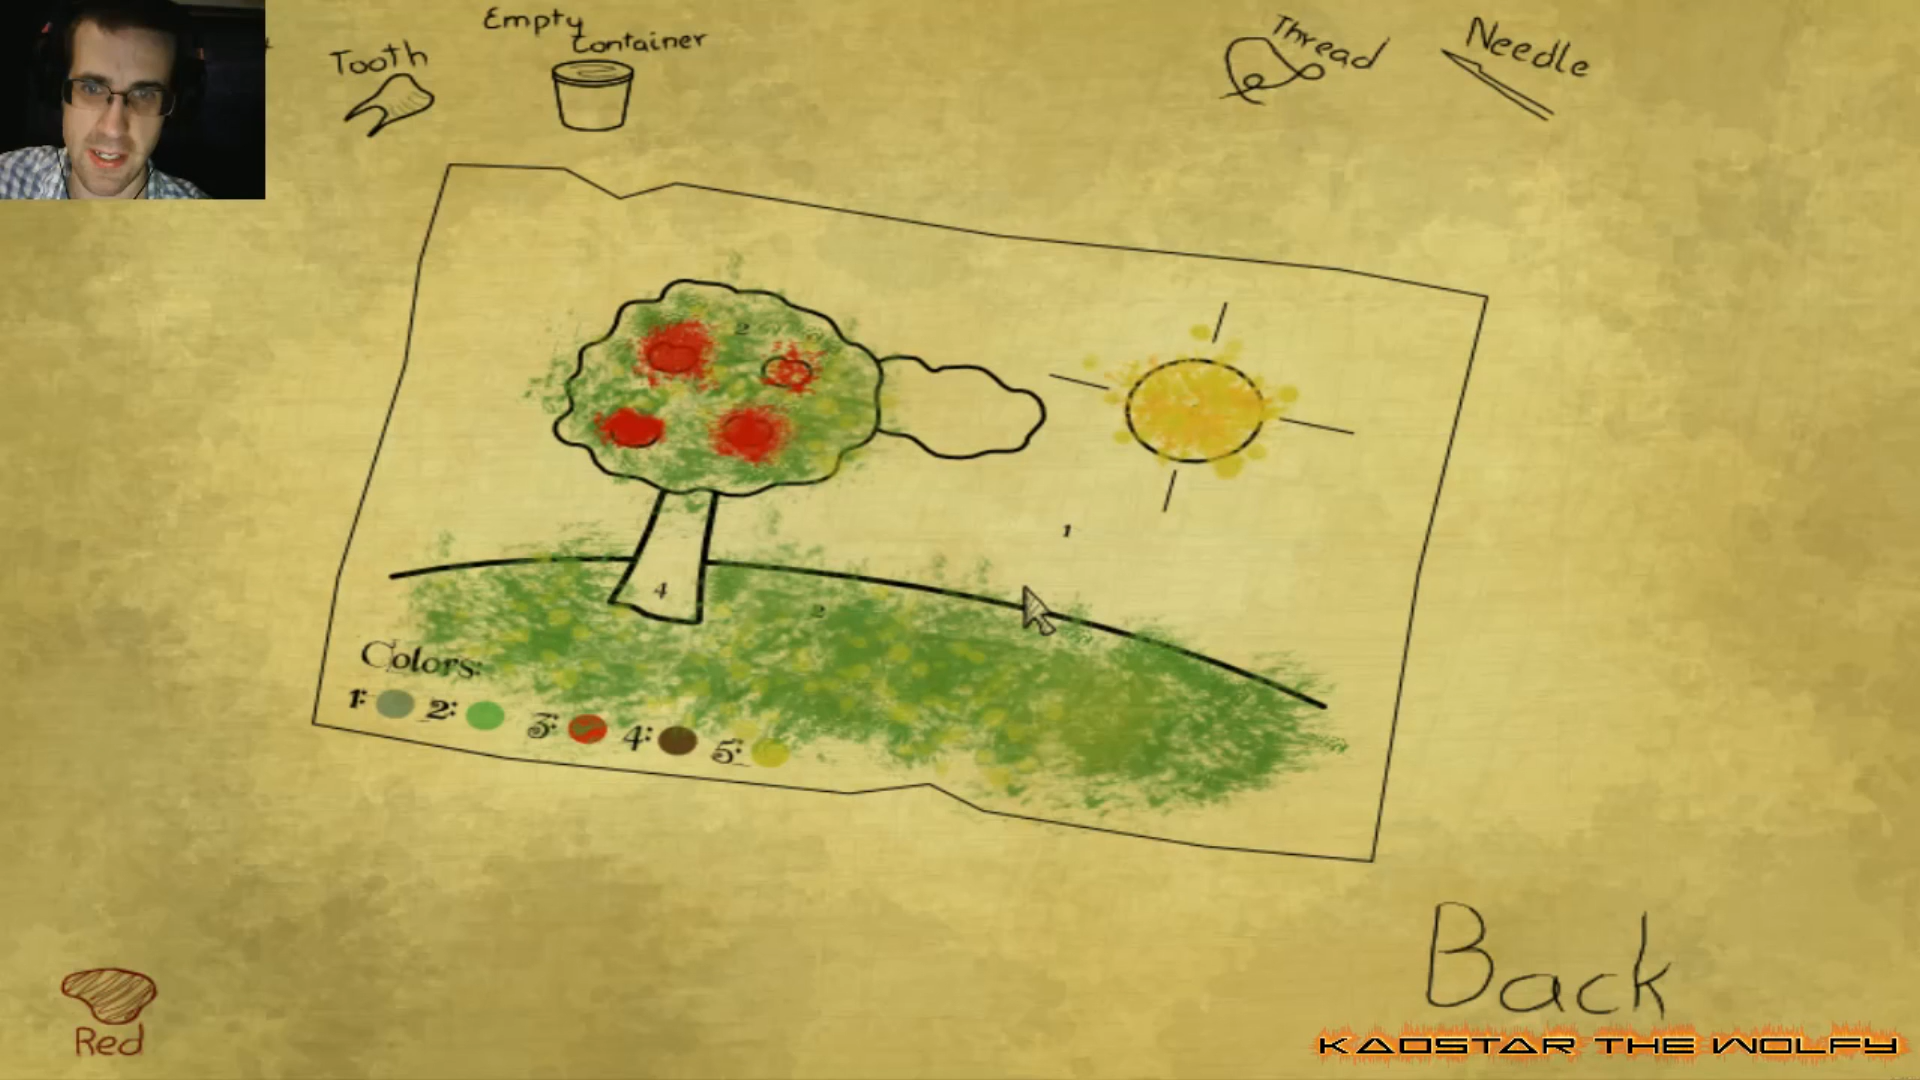 Empty
Container
Tooth
Thread
Needle
2
1
4
2
Colors:
1: 2: 3: 4: 5:
Back
Red
KAOSTAR THE WOLFY